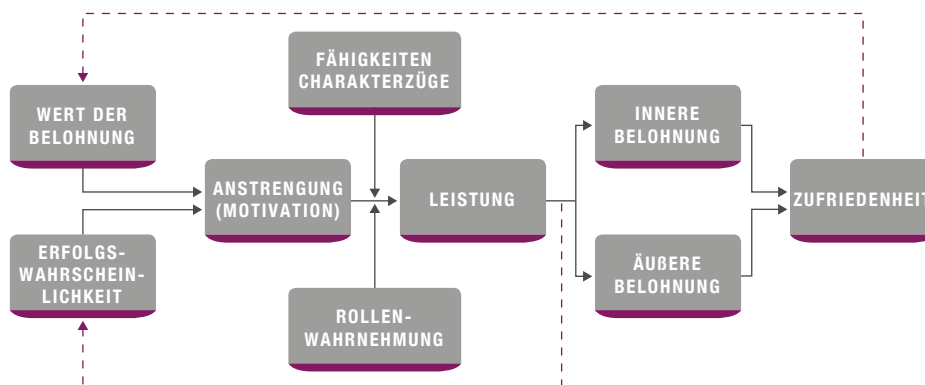 FÄHIGKEITEN
CHARAKTERZÜGE
WERT DER
BELOHNUNG
INNERE
BELOHNUNG
ANSTRENGUNG
(MOTIVATION)
LEISTUNG
ZUFRIEDENHEIT
ERFOLGS-
WAHRSCHEIN-
LICHKEIT
ÄUßERE
BELOHNUNG
ROLLEN-
WAHRNEHMUNG